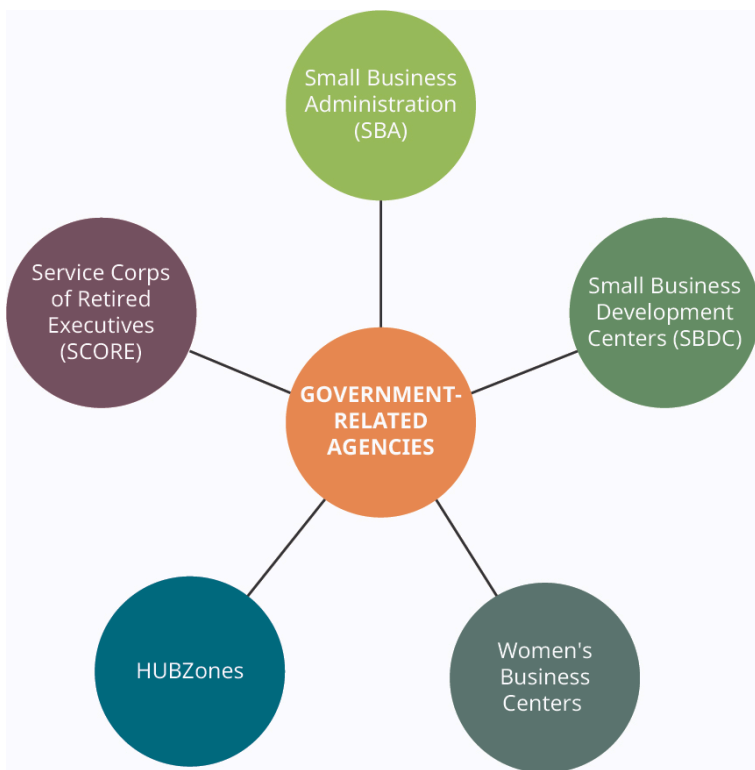 Small Business
Administration
(SBA)
Service Corps
of Retired
Executives
(SCORE)
Small Business
Development
Centers (SBDC)
GOVERNMENT-
RELATED
AGENCIES
HUBZones
Women's
Business
Centers